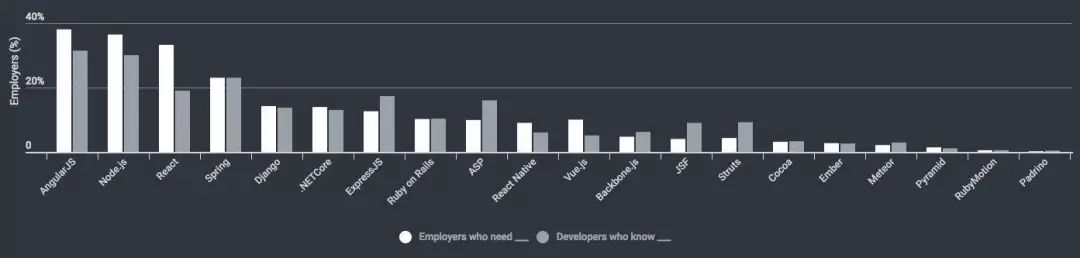 40%
Employers (%)
20%
0
AngularJS
Node.js
React
Spring
Django
.NETCore
ExpressJS
Ruby on Rails
ASP
React Native
Vue.js
Backbone.js
JSF
Struts
Cocoa
Ember
Meteor
Pyramid
RubyMotion
Padrino
Employers who need ___ Developers who know ___